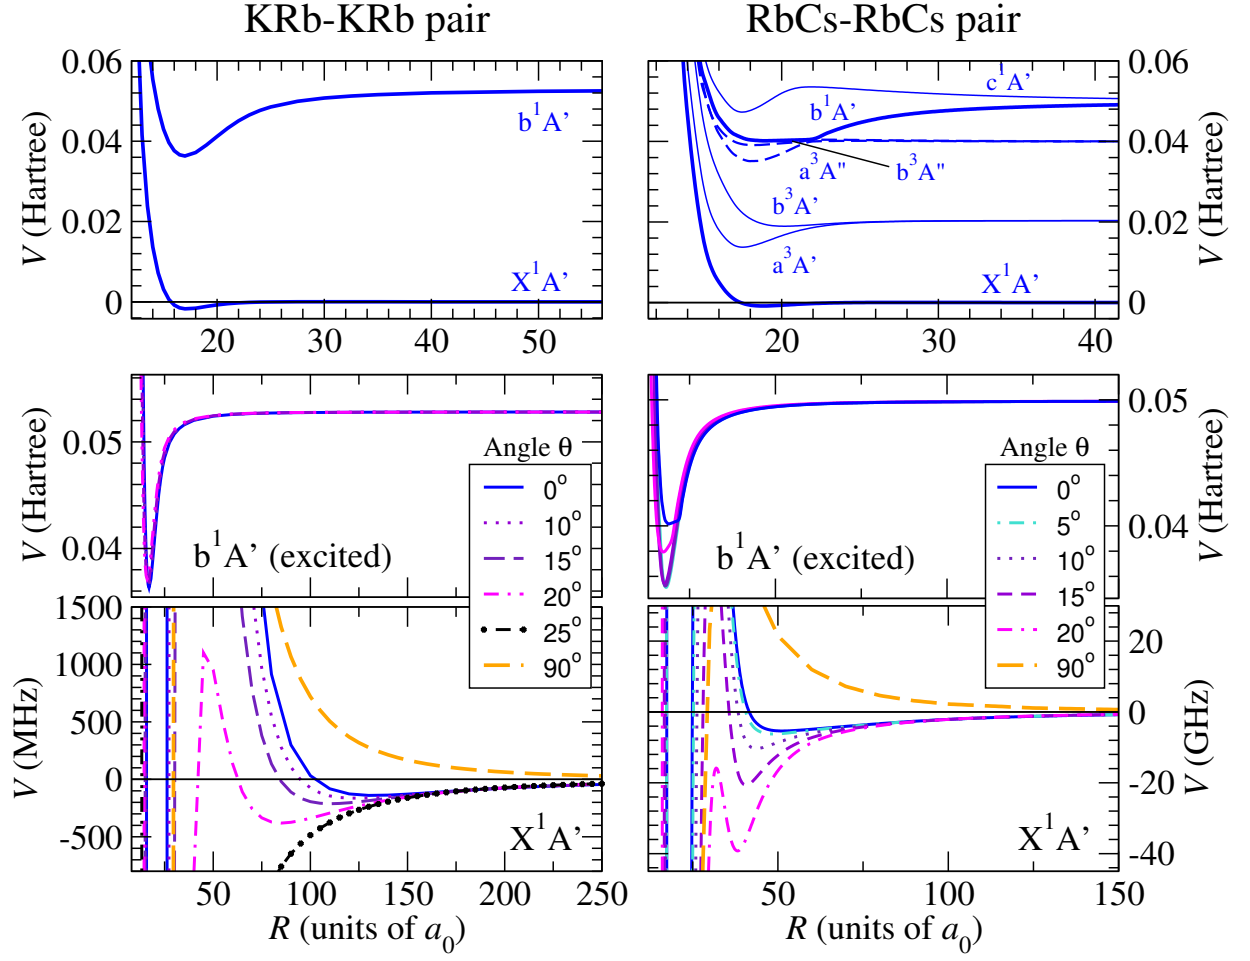 KRb-KRb pair
RbCs-RbCs pair
0.06
0.04
0.02
0
V (Hartree)
b¹A’
X¹A’
20 30 40 50
c¹A’
b¹A’
a³A" b³A"
b³A’
a³A’
X¹A’
0.06
0.04
0.02
0
V (Hartree)
20 30 40
0.05
0.04
V (Hartree)
b¹A’ (excited)
Angle θ
0°
10°
15°
20°
25°
90°
b¹A’ (excited)
Angle θ
0°
5°
10°
15°
20°
90°
0.05
0.04
V (Hartree)
1500
1000
500
0
-500
V (MHz)
X¹A’
50 100 150 200 250
R (units of a₀)
X¹A’
20
0
-20
-40
V (GHz)
50 100 150
R (units of a₀)